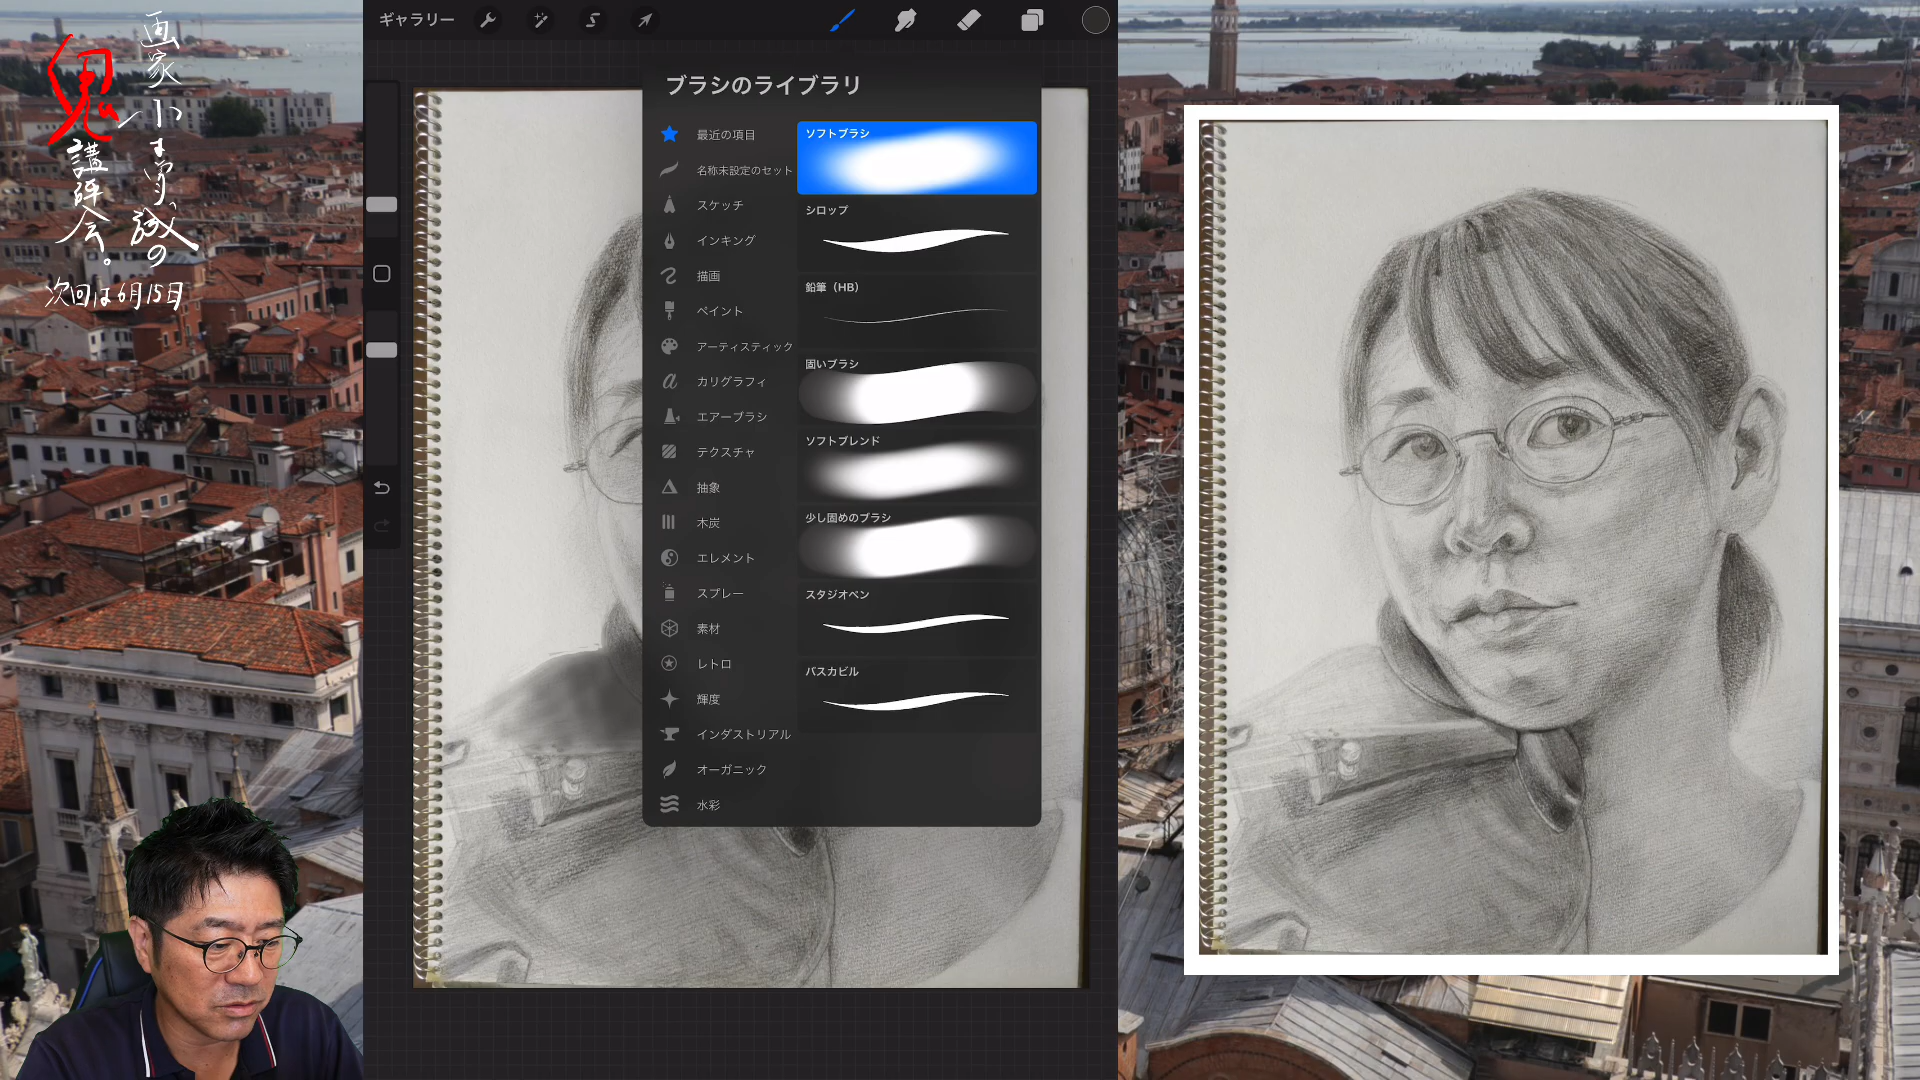 画家小木曽誠の
鬼講評会。
次回は6月15日
ギャラリー
ブラシのライブラリ
最近の項目
名称未設定のセット
スケッチ
インキング
描画
ペイント
アーティスティック
カリグラフィ
エアーブラシ
テクスチャ
抽象
木炭
エレメント
スプレー
素材
レトロ
輝度
インダストリアル
オーガニック
水彩
ソフトブラシ
シロップ
鉛筆（HB）
固いブラシ
ソフトブレンド
少し固めのブラシ
スタジオペン
バスカビル